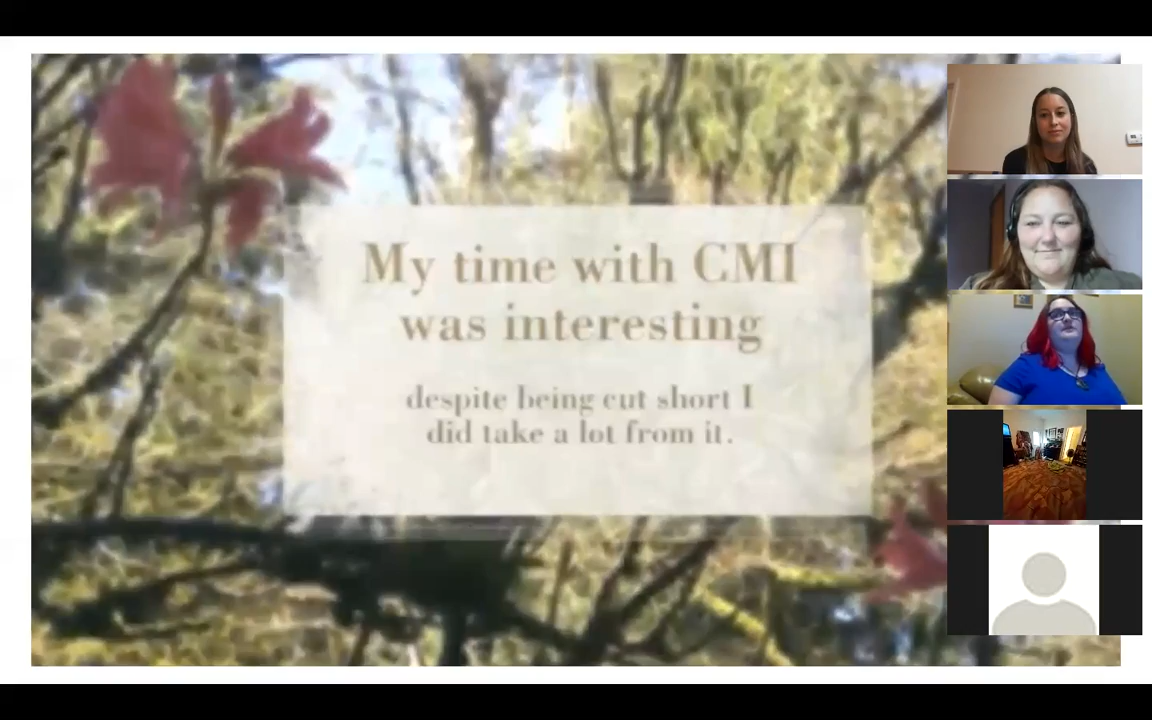 My time with CMI
was interesting
despite being cut short I
did take a lot from it.